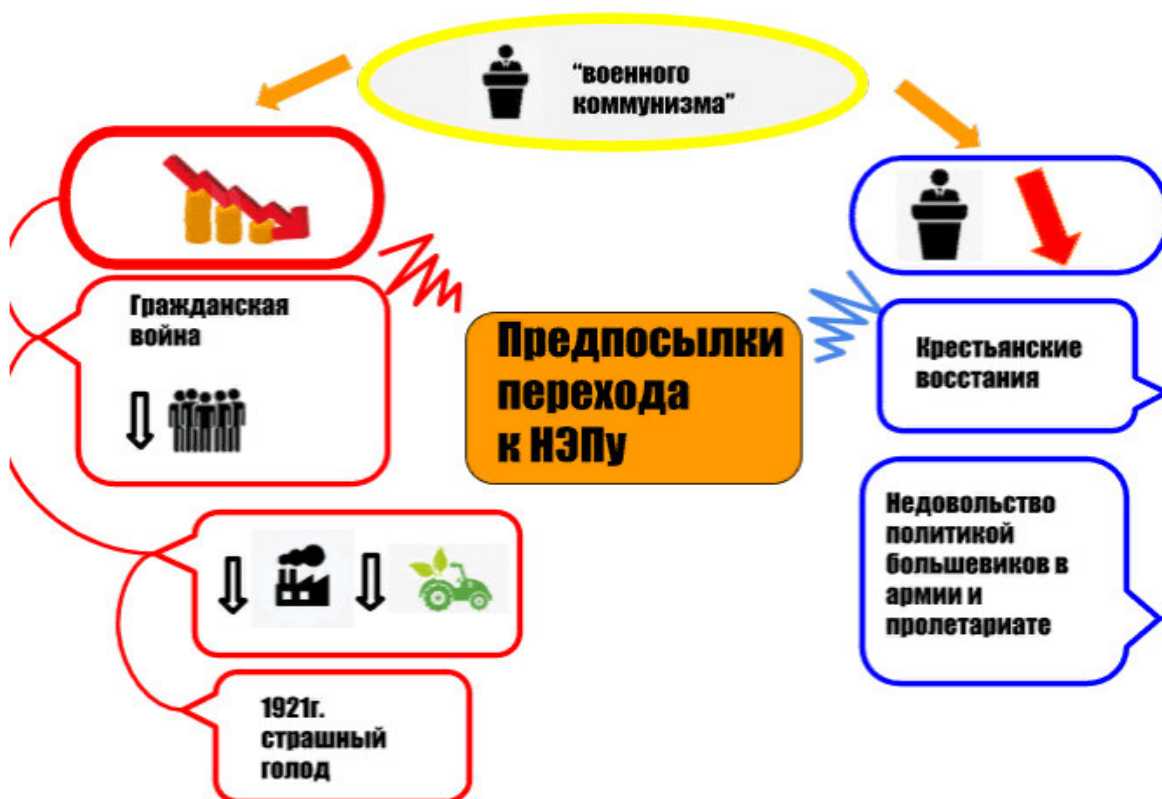 “военного
коммунизма”
Гражданская
война
Предпосылки
перехода
к НЭПу
Крестьянские
восстания
Недовольство
политикой
большевиков в
армии и
пролетариате
1921г.
страшный
голод